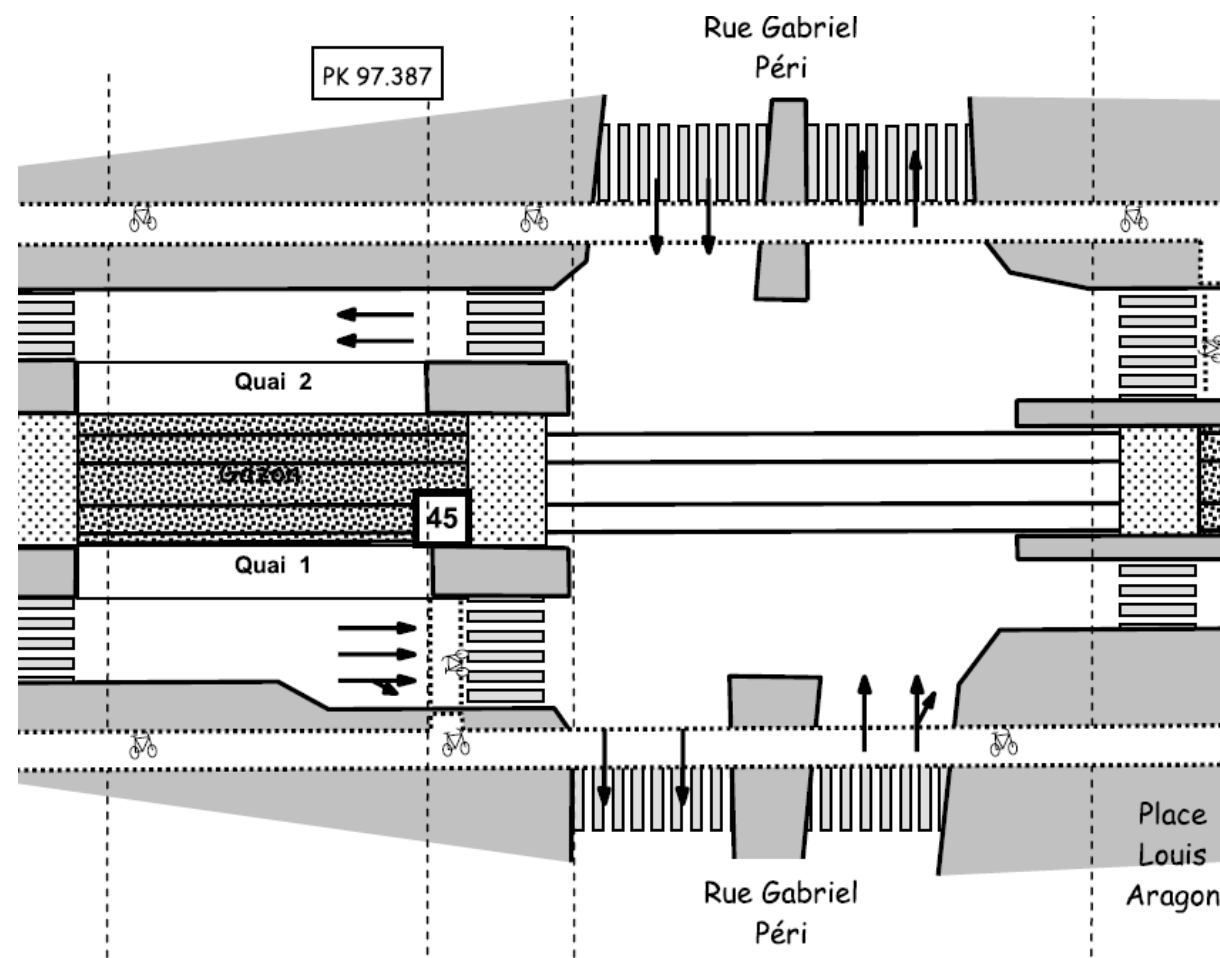 Rue Gabriel
Péri
PK 97.387
Quai 2
Gazon
45
Quai 1
Place
Louis
Aragon
Rue Gabriel
Péri